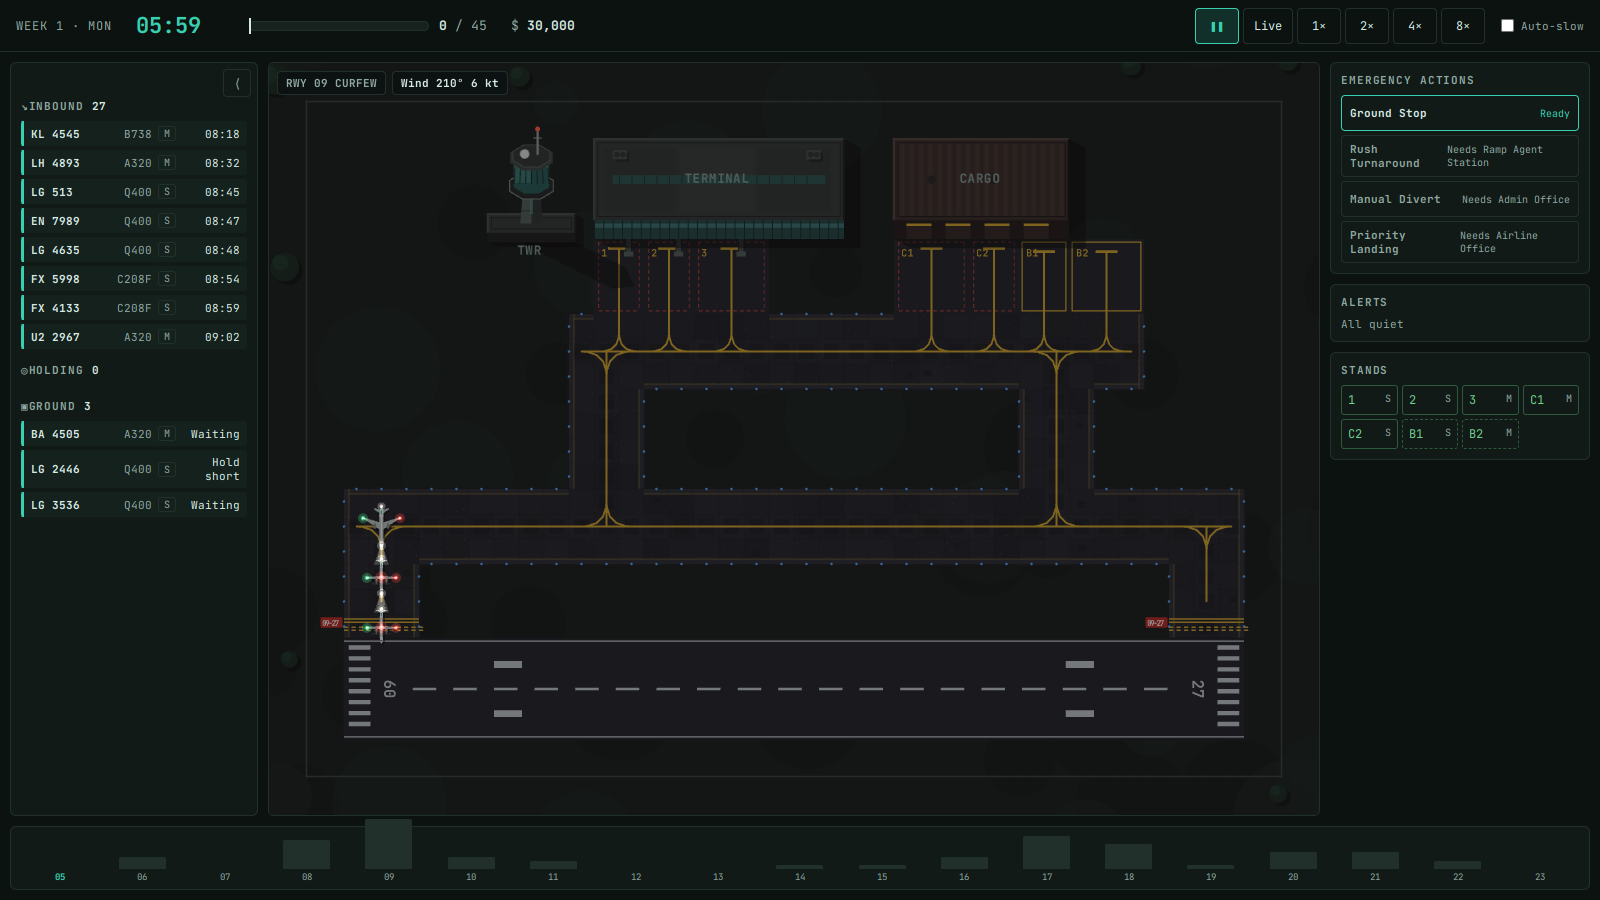 WEEK 1 · MON 05:59 0 / 45 $ 30,000 Live 1× 2× 4× 8× Auto-slow
⟨
↘INBOUND 27
KL 4545 B738 M 08:18
LH 4893 A320 M 08:32
LG 513 Q400 S 08:45
EN 7989 Q400 S 08:47
LG 4635 Q400 S 08:48
FX 5998 C208F S 08:54
FX 4133 C208F S 08:59
U2 2967 A320 M 09:02
◎HOLDING 0
▣GROUND 3
BA 4505 A320 M Waiting
LG 2446 Q400 S Hold short
LG 3536 Q400 S Waiting
RWY 09 CURFEW Wind 210° 6 kt
TERMINAL
CARGO
TWR
1 2 3 C1 C2 B1 B2
09-27 09-27
09 27
EMERGENCY ACTIONS
Ground Stop Ready
Rush Turnaround Needs Ramp Agent Station
Manual Divert Needs Admin Office
Priority Landing Needs Airline Office
ALERTS
All quiet
STANDS
1 S 2 S 3 M C1 M
C2 S B1 S B2 M
05 06 07 08 09 10 11 12 13 14 15 16 17 18 19 20 21 22 23